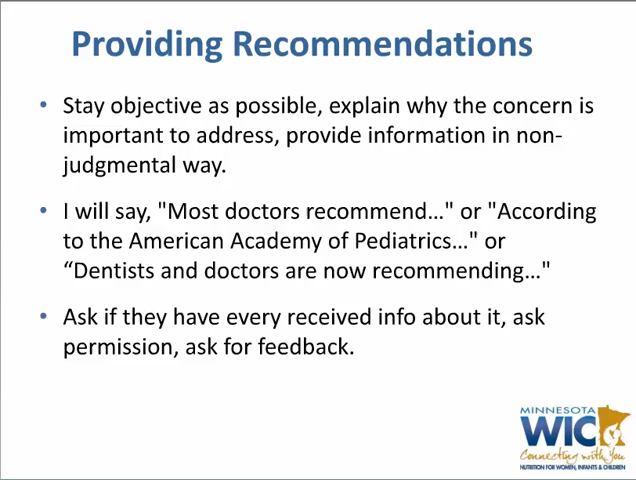 Providing Recommendations
• Stay objective as possible, explain why the concern is
important to address, provide information in non-
judgmental way.
• I will say, "Most doctors recommend…" or "According
to the American Academy of Pediatrics…" or
“Dentists and doctors are now recommending…"
• Ask if they have every received info about it, ask
permission, ask for feedback.
MINNESOTA
WIC
Connecting with You
NUTRITION FOR WOMEN, INFANTS & CHILDREN